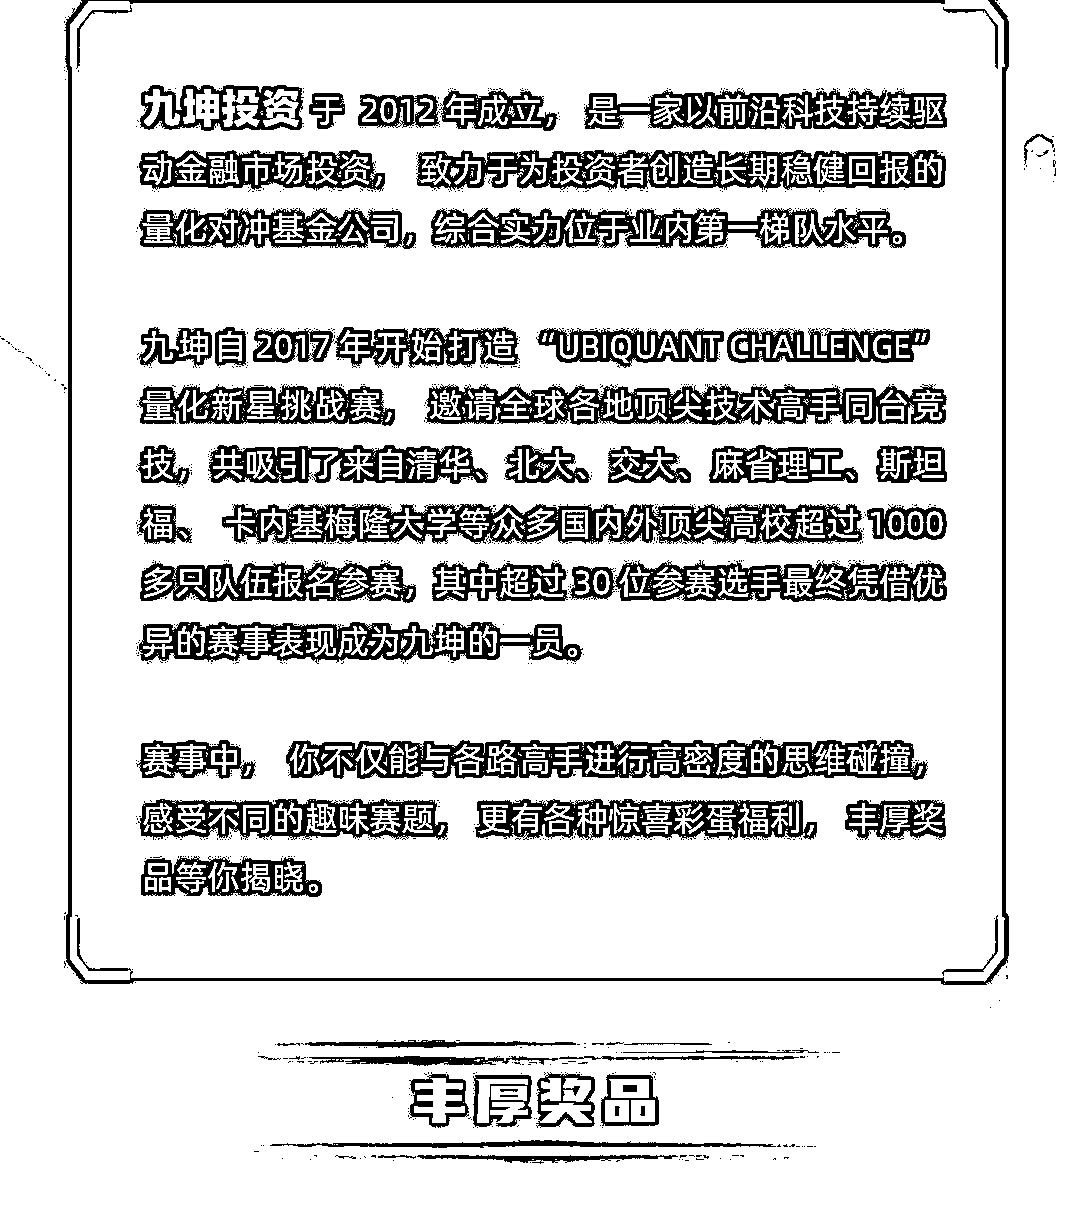 九坤投资于 2012 年成立， 是一家以前沿科技持续驱
动金融市场投资， 致力于为投资者创造长期稳健回报的
量化对冲基金公司，综合实力位于业内第一梯队水平。
九坤自 2017 年开始打造 “UBIQUANT CHALLENGE”
量化新星挑战赛， 邀请全球各地顶尖技术高手同台竞
技，共吸引了来自清华、北大、交大、麻省理工、斯坦
福、 卡内基梅隆大学等众多国内外顶尖高校超过 1000
多只队伍报名参赛，其中超过 30 位参赛选手最终凭借优
异的赛事表现成为九坤的一员。
赛事中， 你不仅能与各路高手进行高密度的思维碰撞，
感受不同的趣味赛题， 更有各种惊喜彩蛋福利， 丰厚奖
品等你揭晓。
丰厚奖品